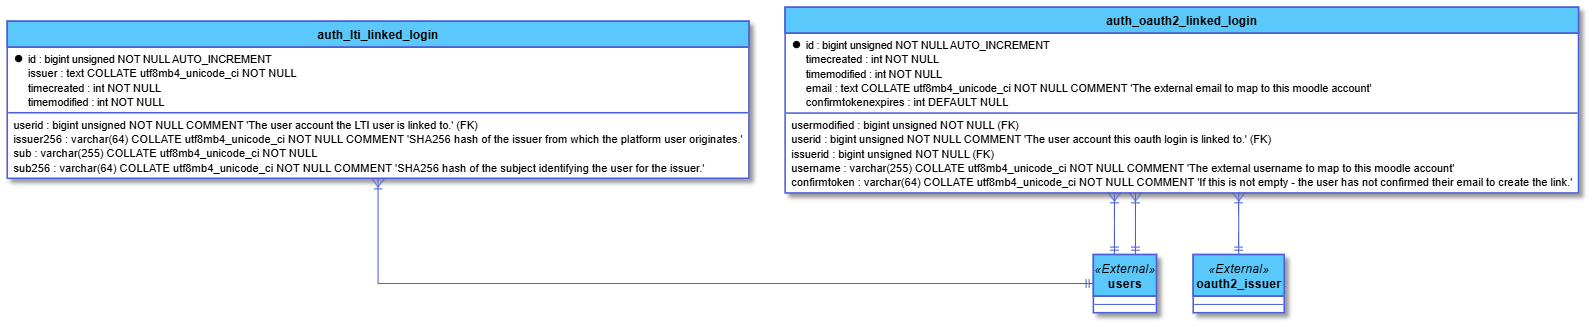 auth_lti_linked_login
id : bigint unsigned NOT NULL AUTO_INCREMENT
issuer : text COLLATE utf8mb4_unicode_ci NOT NULL
timecreated : int NOT NULL
timemodified : int NOT NULL
userid : bigint unsigned NOT NULL COMMENT 'The user account the LTI user is linked to.' (FK)
issuer256 : varchar(64) COLLATE utf8mb4_unicode_ci NOT NULL COMMENT 'SHA256 hash of the issuer from which the platform user originates.'
sub : varchar(255) COLLATE utf8mb4_unicode_ci NOT NULL
sub256 : varchar(64) COLLATE utf8mb4_unicode_ci NOT NULL COMMENT 'SHA256 hash of the subject identifying the user for the issuer.'
auth_oauth2_linked_login
id : bigint unsigned NOT NULL AUTO_INCREMENT
timecreated : int NOT NULL
timemodified : int NOT NULL
email : text COLLATE utf8mb4_unicode_ci NOT NULL COMMENT 'The external email to map to this moodle account'
confirmtokenexpires : int DEFAULT NULL
usermodified : bigint unsigned NOT NULL (FK)
userid : bigint unsigned NOT NULL COMMENT 'The user account this oauth login is linked to.' (FK)
issuerid : bigint unsigned NOT NULL (FK)
username : varchar(255) COLLATE utf8mb4_unicode_ci NOT NULL COMMENT 'The external username to map to this moodle account'
confirmtoken : varchar(64) COLLATE utf8mb4_unicode_ci NOT NULL COMMENT 'If this is not empty - the user has not confirmed their email to create the link.'
«External»
users
«External»
oauth2_issuer